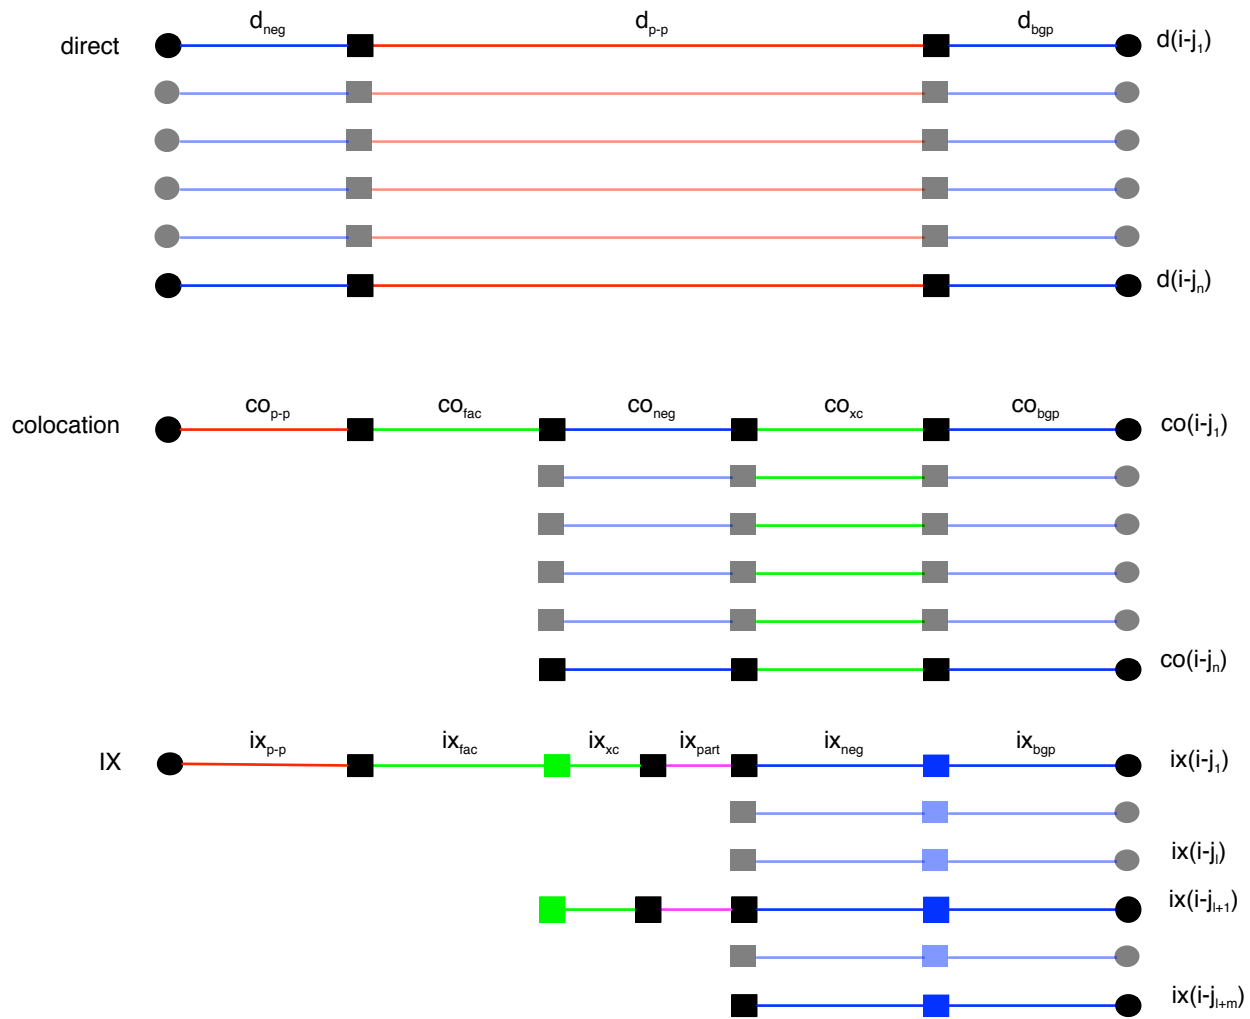 d_neg d_p-p d_bgp
direct d(i-j_1)
d(i-j_n)
co_p-p co_fac co_neg co_xc co_bgp
colocation co(i-j_1)
co(i-j_n)
ix_p-p ix_fac ix_xc ix_part ix_neg ix_bgp
IX ix(i-j_1)
ix(i-j_l)
ix(i-j_l+1)
ix(i-j_l+m)